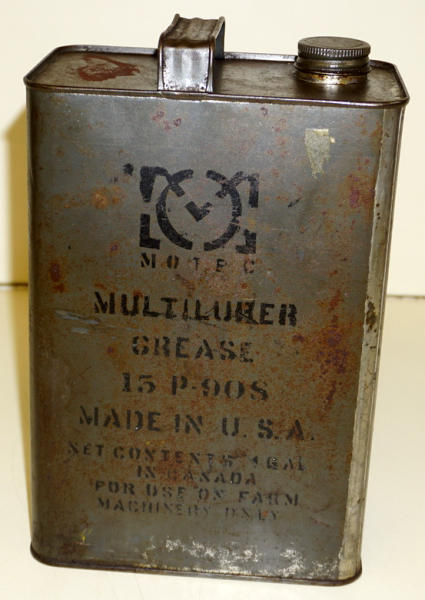 MOTEC
MULTILUBER
GREASE
15 P-90S
MADE IN U.S.A.
NET CONTENTS 1 GAL
IN CANADA
FOR USE ON FARM
MACHINERY ONLY